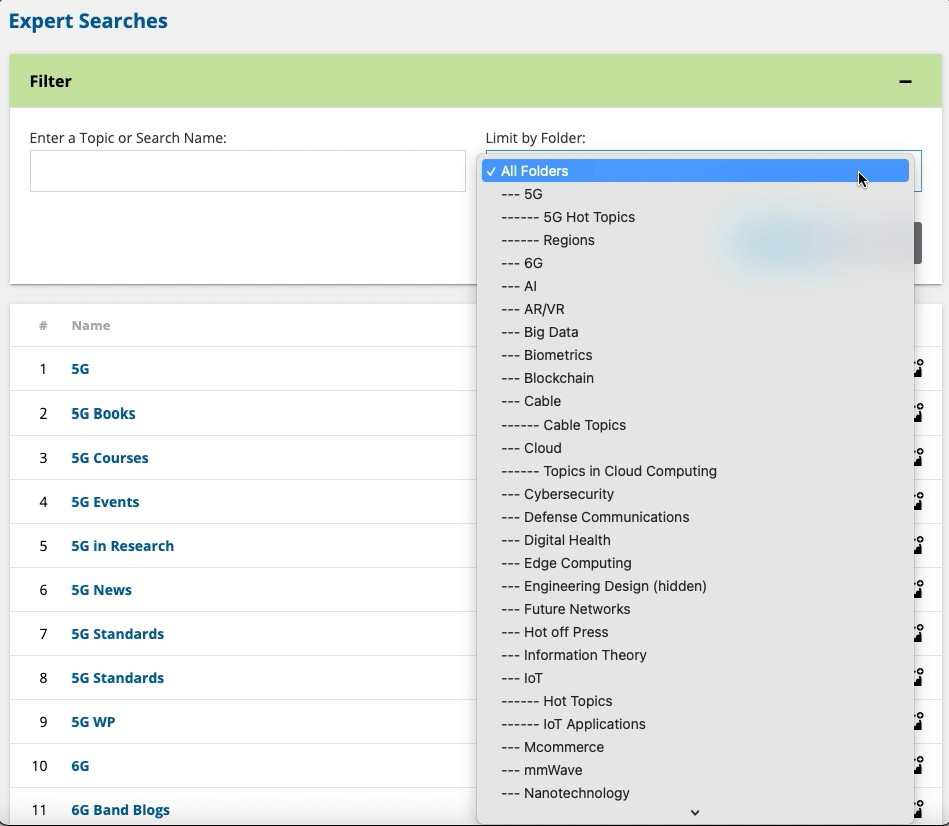 Expert Searches
Filter
Enter a Topic or Search Name:
Limit by Folder:
✓ All Folders
--- 5G
------ 5G Hot Topics
------ Regions
--- 6G
--- AI
--- AR/VR
--- Big Data
--- Biometrics
--- Blockchain
--- Cable
------ Cable Topics
--- Cloud
------ Topics in Cloud Computing
--- Cybersecurity
--- Defense Communications
--- Digital Health
--- Edge Computing
--- Engineering Design (hidden)
--- Future Networks
--- Hot off Press
--- Information Theory
--- IoT
------ Hot Topics
------ IoT Applications
--- Mcommerce
--- mmWave
--- Nanotechnology
# Name
1 5G
2 5G Books
3 5G Courses
4 5G Events
5 5G in Research
6 5G News
7 5G Standards
8 5G Standards
9 5G WP
10 6G
11 6G Band Blogs